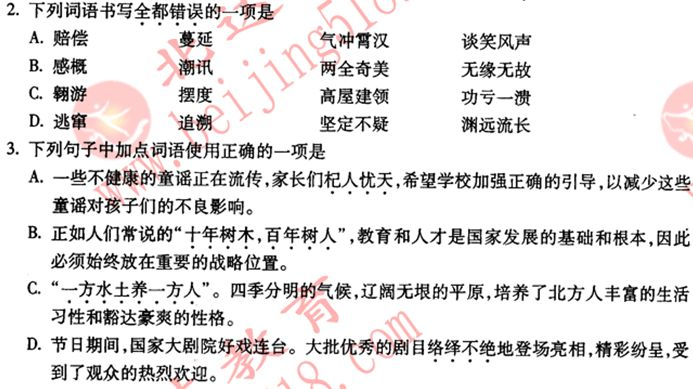 2. 下列词语书写全都错误的一项是
A. 赔偿 蔓延 气冲霄汉 谈笑风声
B. 感概 潮讯 两全奇美 无缘无故
C. 翱游 摆度 高屋建领 功亏一溃
D. 逃窜 追溯 坚定不疑 渊远流长
3. 下列句子中加点词语使用正确的一项是
A. 一些不健康的童谣正在流传,家长们杞人忧天,希望学校加强正确的引导,以减少这些
童谣对孩子们的不良影响。
B. 正如人们常说的“十年树木,百年树人”,教育和人才是国家发展的基础和根本,因此
必须始终放在重要的战略位置。
C. “一方水土养一方人”。四季分明的气候,辽阔无垠的平原,培养了北方人丰富的生活
习性和豁达豪爽的性格。
D. 节日期间,国家大剧院好戏连台。大批优秀的剧目络绎不绝地登场亮相,精彩纷呈,受
到了观众的热烈欢迎。
www.beijing518
教育
18.com